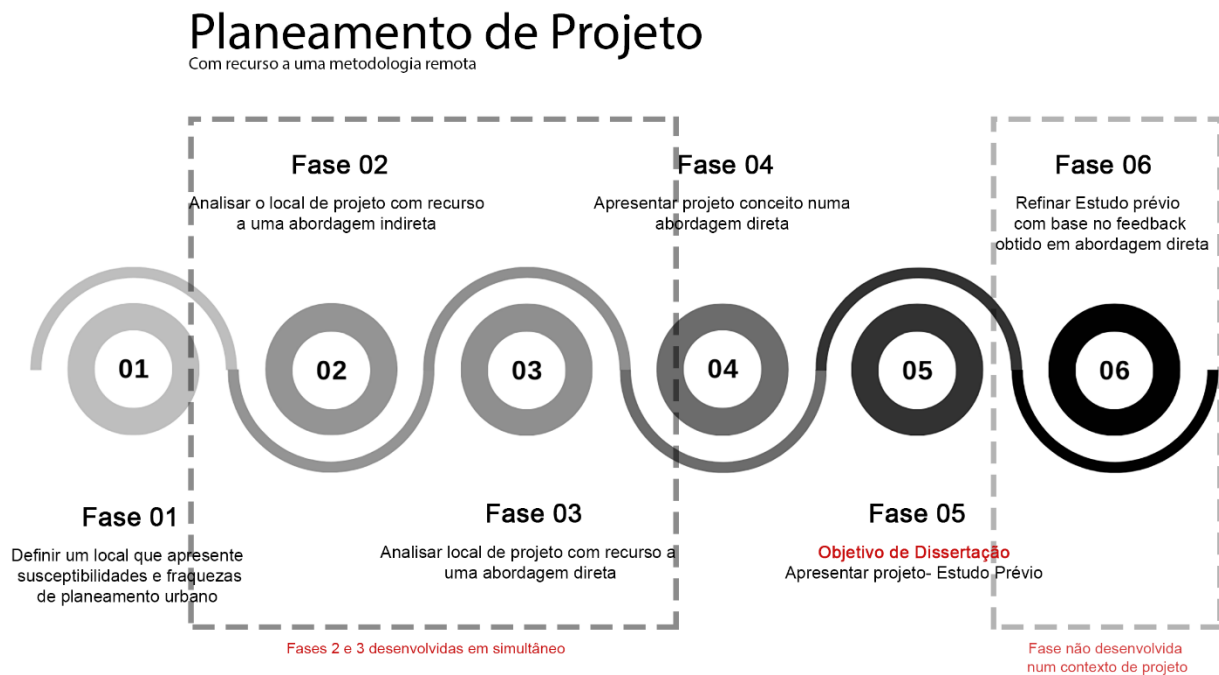 Planeamento de Projeto
Com recurso a uma metodologia remota
Fase 02
Analisar o local de projeto com recurso
a uma abordagem indireta
Fase 04
Apresentar projeto conceito numa
abordagem direta
Fase 06
Refinar Estudo prévio
com base no feedback
obtido em abordagem direta
01
02
03
04
05
06
Fase 01
Definir um local que apresente
susceptibilidades e fraquezas
de planeamento urbano
Fase 03
Analisar local de projeto com recurso a
uma abordagem direta
Fase 05
Objetivo de Dissertação
Apresentar projeto- Estudo Prévio
Fases 2 e 3 desenvolvidas em simultâneo
Fase não desenvolvida
num contexto de projeto